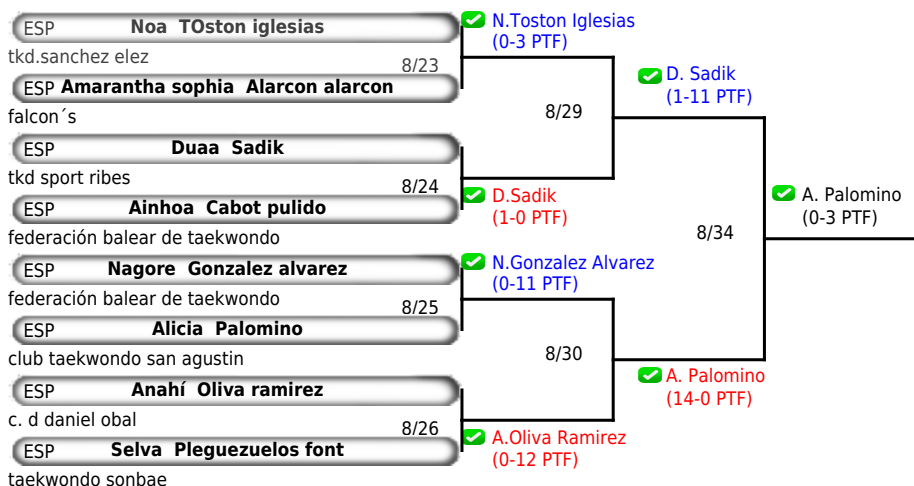 ESP Noa TOston iglesias
tkd.sanchez elez
8/23
ESP Amarantha sophia Alarcon alarcon
falcon´s
ESP Duaa Sadik
tkd sport ribes
8/24
ESP Ainhoa Cabot pulido
federación balear de taekwondo
ESP Nagore Gonzalez alvarez
federación balear de taekwondo
8/25
ESP Alicia Palomino
club taekwondo san agustin
ESP Anahí Oliva ramirez
c. d daniel obal
8/26
ESP Selva Pleguezuelos font
taekwondo sonbae
N.Toston Iglesias
(0-3 PTF)
8/29
D.Sadik
(1-0 PTF)
N.Gonzalez Alvarez
(0-11 PTF)
8/30
A.Oliva Ramirez
(0-12 PTF)
D. Sadik
(1-11 PTF)
8/34
A. Palomino
(14-0 PTF)
A. Palomino
(0-3 PTF)